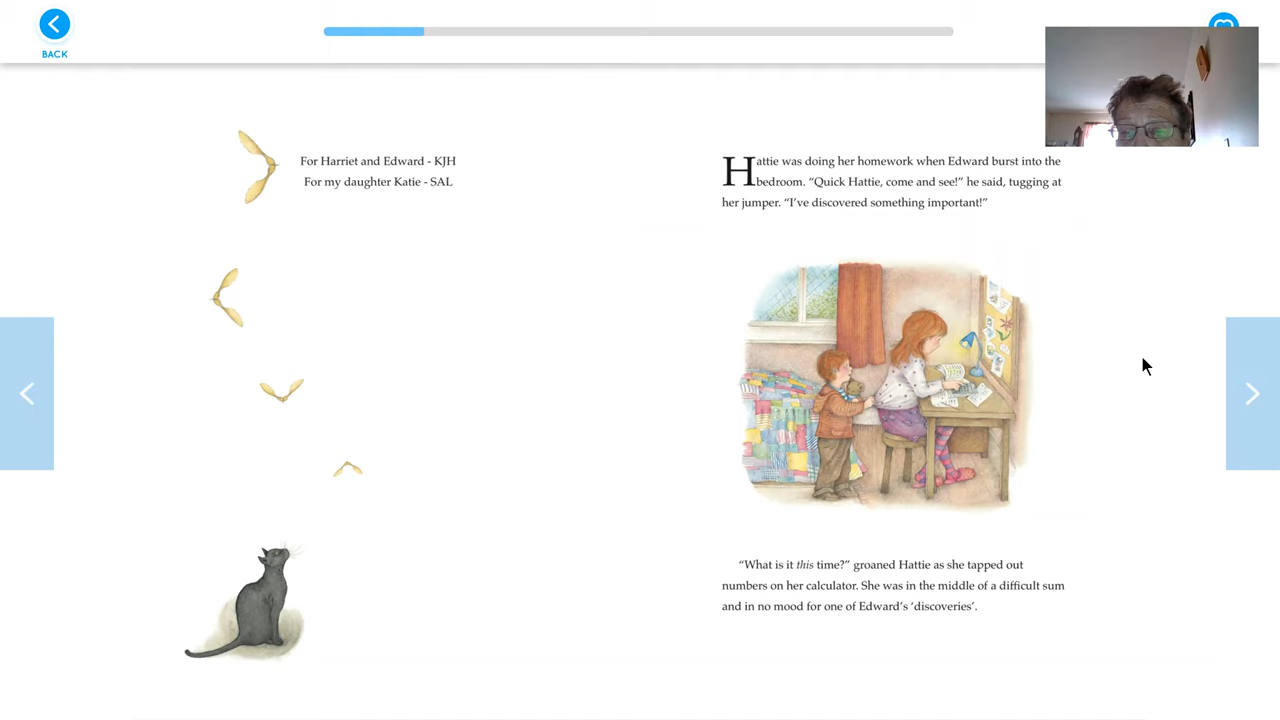 BACK
For Harriet and Edward - KJH
For my daughter Katie - SAL
Hattie was doing her homework when Edward burst into the
bedroom. “Quick Hattie, come and see!” he said, tugging at
her jumper. “I’ve discovered something important!”
“What is it this time?” groaned Hattie as she tapped out
numbers on her calculator. She was in the middle of a difficult sum
and in no mood for one of Edward’s ‘discoveries’.